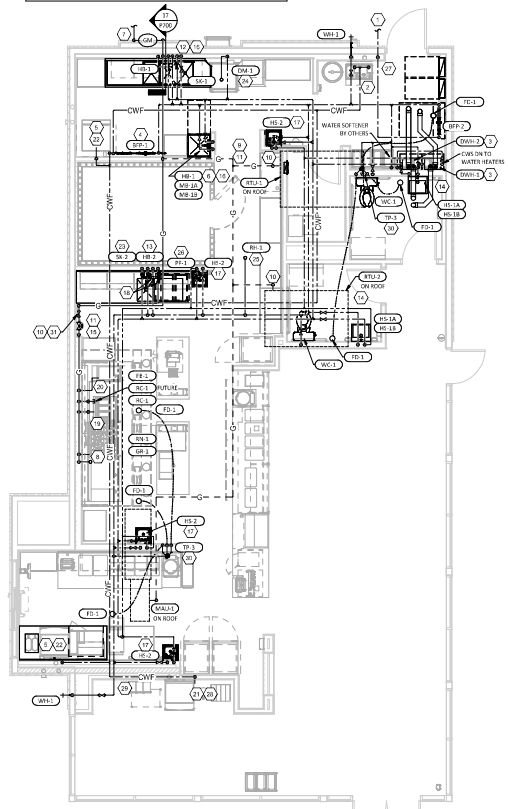 17
P700
7
GM
12
15
WH-1
1
HB-1
SK-1
DM-1
24
2
27
CWF
CWF
FD-1
5
22
4
BFP-1
HS-2
17
WATER SOFTENER
BY OTHERS
BFP-2
DWH-2
3
CWS DN TO
WATER HEATERS
DWH-1
3
G
9
11
10
HB-1
6
16
MB-1A
MB-1B
RTU-1
ON ROOF
WC-1
14
TP-3
30
FD-1
HS-1A
HS-1B
CWF
G
23
13
26
SK-2
HB-2
PF-1
HS-2
17
RH-1
25
18
10
RTU-2
ON ROOF
14
G
10
31
11
15
HS-1A
HS-1B
WC-1
FD-1
G
20
FB-1
RC-1
FUTURE
RC-1
FD-1
19
RN-1
GR-1
8
CWF
G
FD-1
G
HS-2
17
TP-3
30
CWF
FD-1
MAU-1
ON ROOF
5
22
17
HS-2
CWF
WH-1
29
21
28